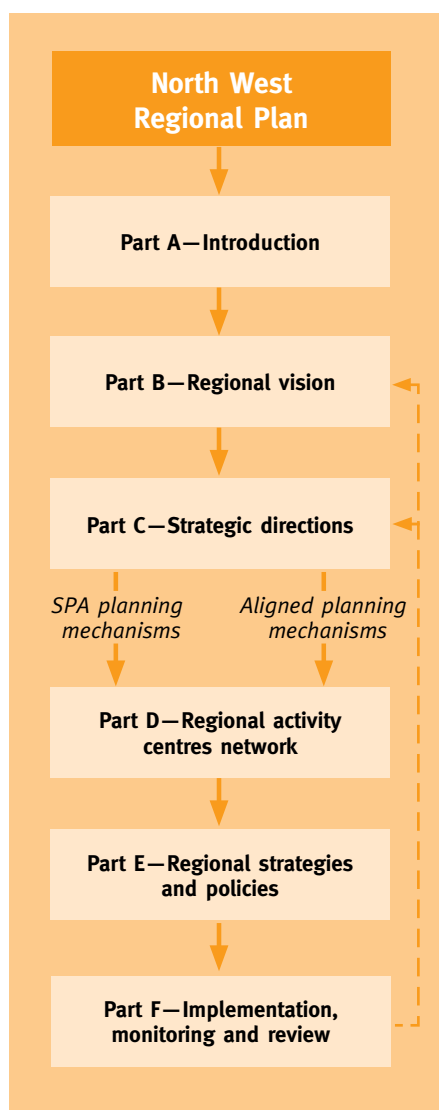 North West
Regional Plan
Part A—Introduction
Part B—Regional vision
Part C—Strategic directions
SPA planning
mechanisms
Aligned planning
mechanisms
Part D—Regional activity
centres network
Part E—Regional strategies
and policies
Part F—Implementation,
monitoring and review